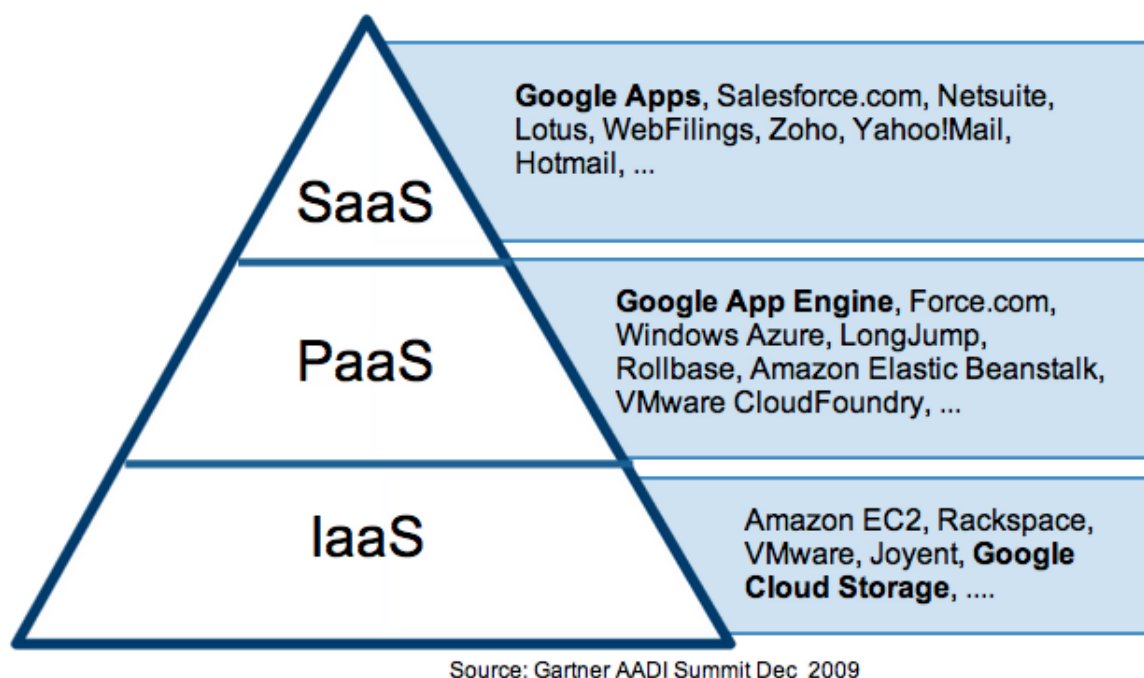 SaaS
Google Apps, Salesforce.com, Netsuite,
Lotus, WebFilings, Zoho, Yahoo!Mail,
Hotmail, ...
PaaS
Google App Engine, Force.com,
Windows Azure, LongJump,
Rollbase, Amazon Elastic Beanstalk,
VMware CloudFoundry, ...
IaaS
Amazon EC2, Rackspace,
VMware, Joyent, Google
Cloud Storage, ....
Source: Gartner AADI Summit Dec 2009